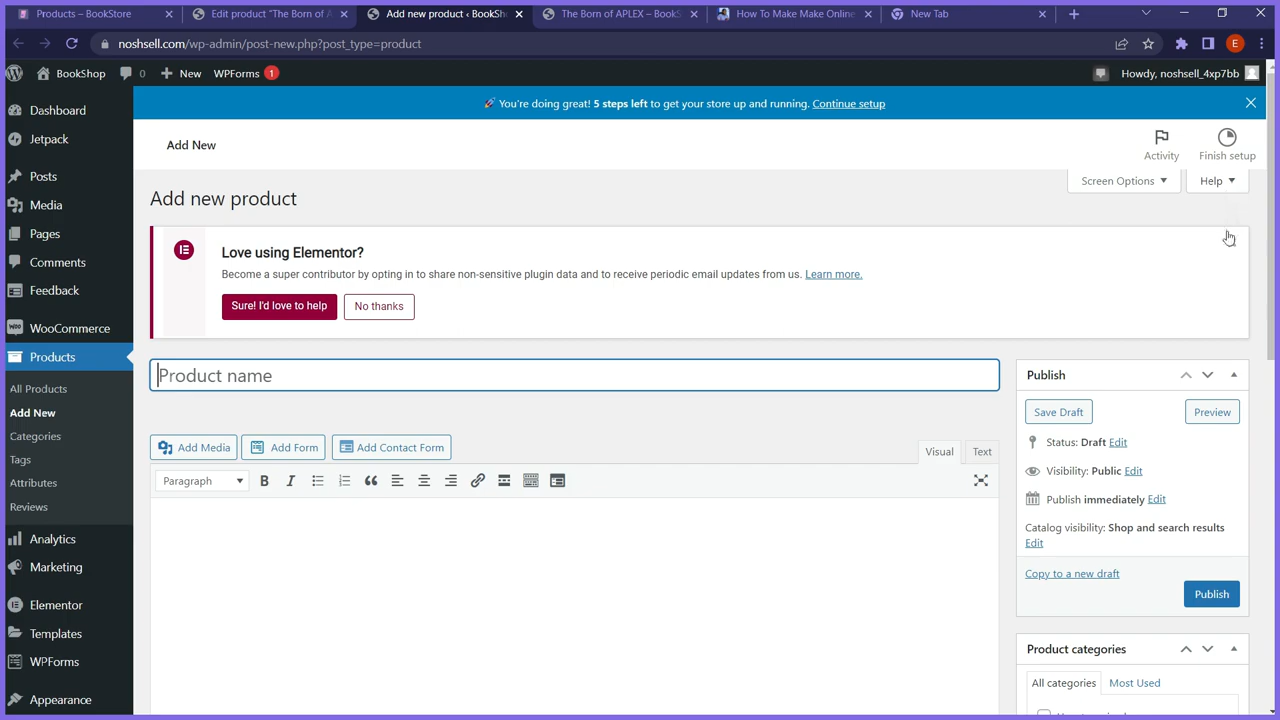 Products – BookStore
Edit product "The Born of A
Add new product ‹ BookSh
The Born of APLEX – BookS
How To Make Make Online
New Tab
noshsell.com/wp-admin/post-new.php?post_type=product
E
BookShop
0
New
WPForms 1
Howdy, noshsell_4xp7bb
Dashboard
Jetpack
Posts
Media
Pages
Comments
Feedback
WooCommerce
Products
All Products
Add New
Categories
Tags
Attributes
Reviews
Analytics
Marketing
Elementor
Templates
WPForms
Appearance
🚀 You're doing great! 5 steps left to get your store up and running. Continue setup
Add New
Activity
Finish setup
Screen Options
Help
Add new product
Love using Elementor?
Become a super contributor by opting in to share non-sensitive plugin data and to receive periodic email updates from us. Learn more.
Sure! I'd love to help
No thanks
Product name
Add Media
Add Form
Add Contact Form
Visual
Text
Paragraph
B
I
Publish
Save Draft
Preview
Status: Draft Edit
Visibility: Public Edit
Publish immediately Edit
Catalog visibility: Shop and search results
Edit
Copy to a new draft
Publish
Product categories
All categories
Most Used